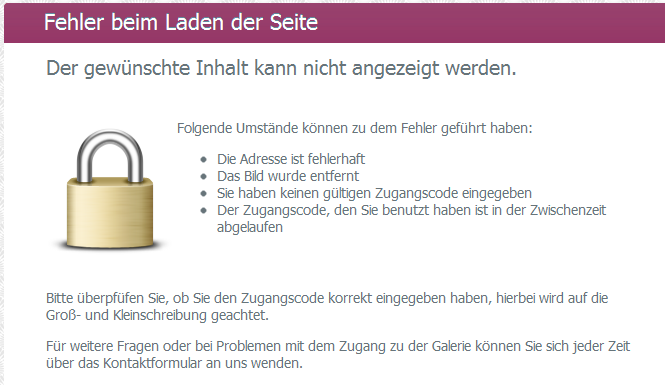 Fehler beim Laden der Seite
Der gewünschte Inhalt kann nicht angezeigt werden.
Folgende Umstände können zu dem Fehler geführt haben:
Die Adresse ist fehlerhaft
Das Bild wurde entfernt
Sie haben keinen gültigen Zugangscode eingegeben
Der Zugangscode, den Sie benutzt haben ist in der Zwischenzeit
abgelaufen
Bitte überpfüfen Sie, ob Sie den Zugangscode korrekt eingegeben haben, hierbei wird auf die
Groß- und Kleinschreibung geachtet.
Für weitere Fragen oder bei Problemen mit dem Zugang zu der Galerie können Sie sich jeder Zeit
über das Kontaktformular an uns wenden.